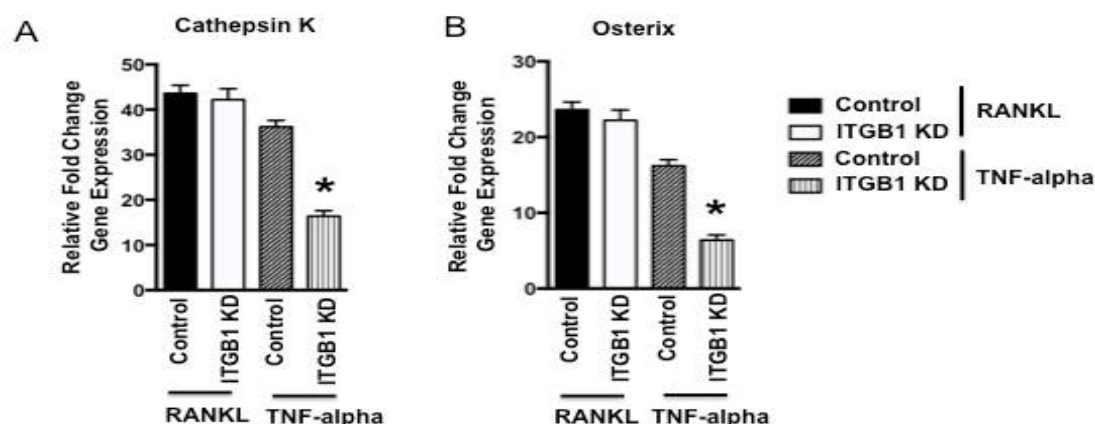 A
Cathepsin K
Relative Fold Change
Gene Expression
50
40
30
20
10
0
Control
ITGB1 KD
Control
ITGB1 KD
*
RANKL
TNF-alpha
B
Osterix
Relative Fold Change
Gene Expression
30
20
10
0
Control
ITGB1 KD
Control
ITGB1 KD
*
RANKL
TNF-alpha
Control
ITGB1 KD
RANKL
Control
ITGB1 KD
TNF-alpha